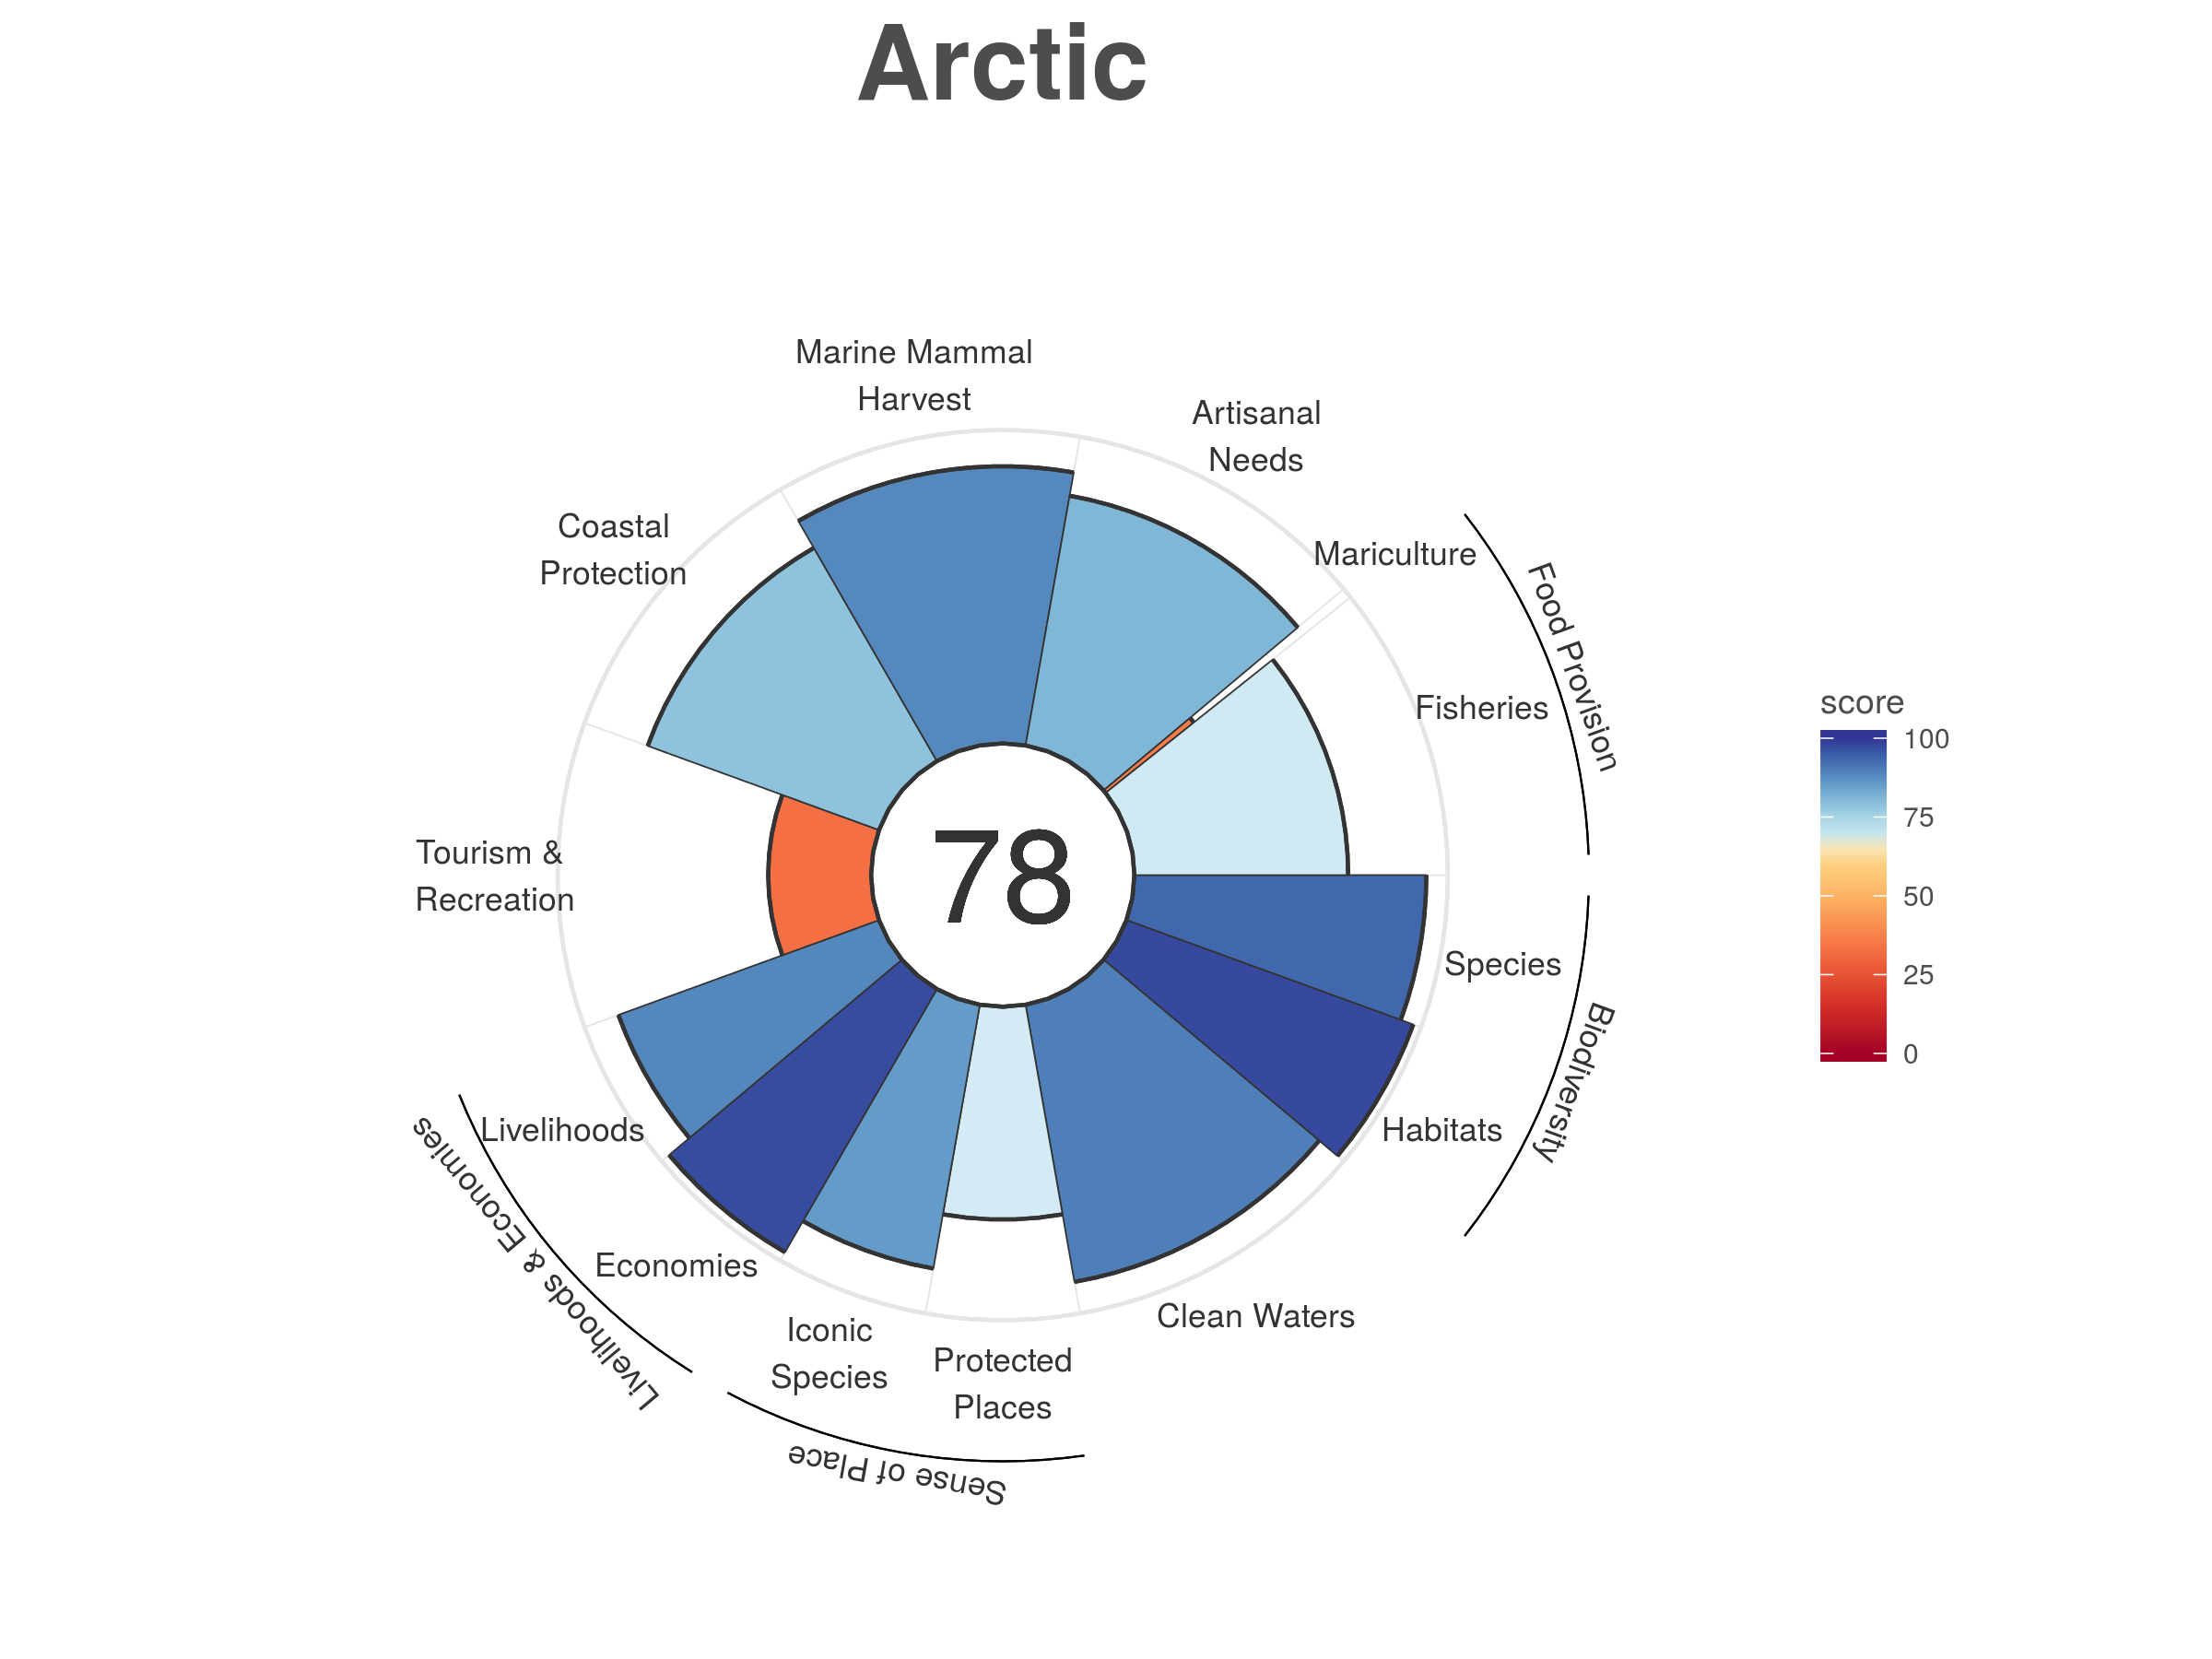 Arctic
Marine Mammal
Harvest
Artisanal
Needs
Coastal
Protection
Mariculture
Food Provision
Fisheries
score
100
75
50
25
0
Tourism &
Recreation
78
Species
Biodiversity
Habitats
Livelihoods
Livelihoods & Economies
Economies
Clean Waters
Iconic
Species
Protected
Places
Sense of Place